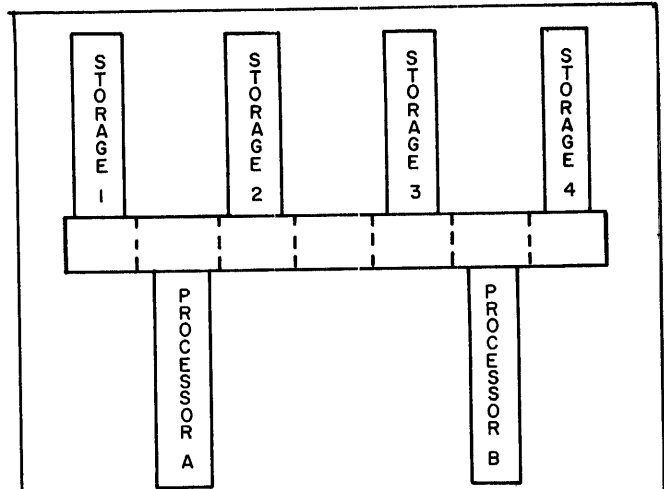 STORAGE 1
STORAGE 2
STORAGE 3
STORAGE 4
PROCESSOR A
PROCESSOR B